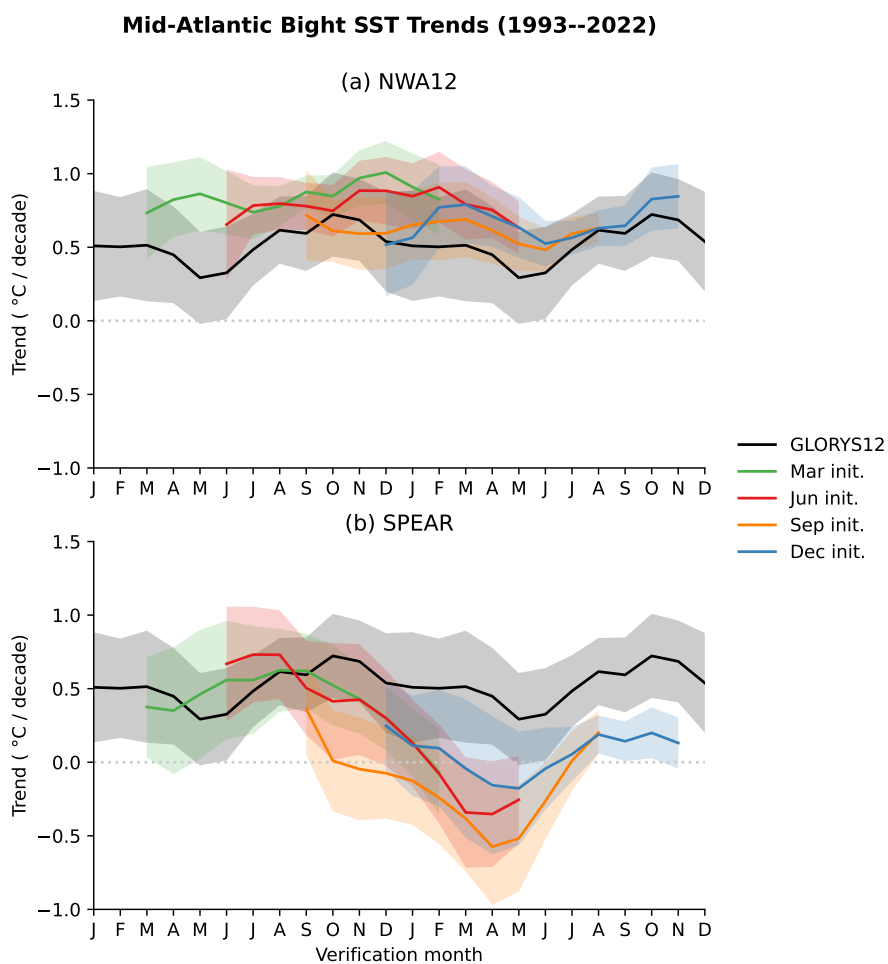 Mid-Atlantic Bight SST Trends (1993--2022)
(a) NWA12
Trend ( °C / decade)
1.5
1.0
0.5
0.0
−0.5
−1.0
J F M A M J J A S O N D J F M A M J J A S O N D
GLORYS12
Mar init.
Jun init.
Sep init.
Dec init.
(b) SPEAR
Trend ( °C / decade)
1.5
1.0
0.5
0.0
−0.5
−1.0
J F M A M J J A S O N D J F M A M J J A S O N D
Verification month